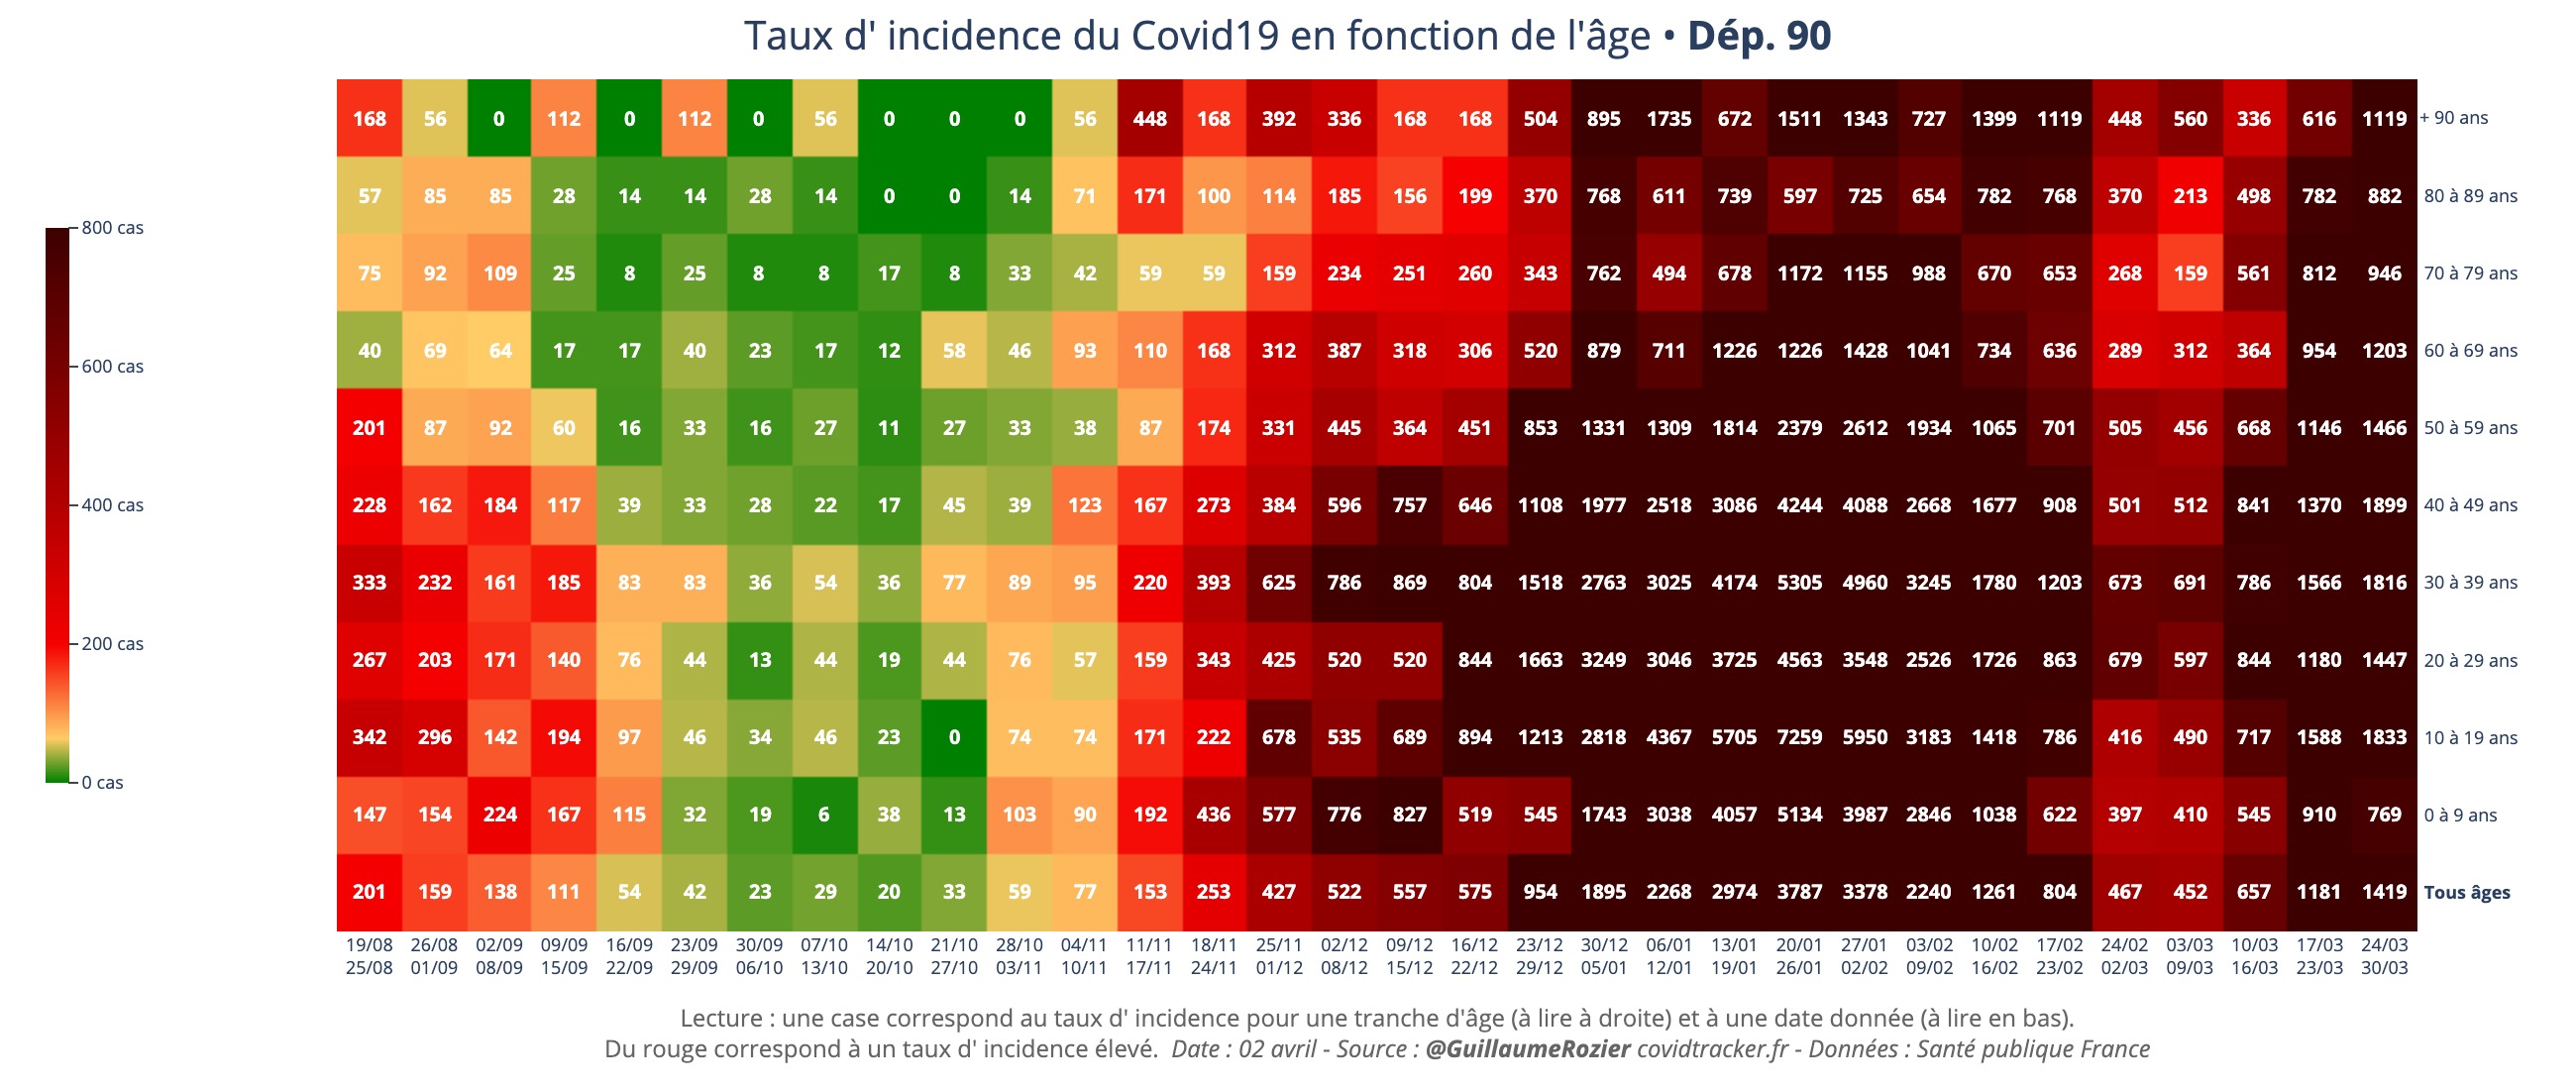 Taux d' incidence du Covid19 en fonction de l'âge • Dép. 90
168 56 0 112 0 112 0 56 0 0 0 56 448 168 392 336 168 168 504 895 1735 672 1511 1343 727 1399 1119 448 560 336 616 1119 + 90 ans
57 85 85 28 14 14 28 14 0 0 14 71 171 100 114 185 156 199 370 768 611 739 597 725 654 782 768 370 213 498 782 882 80 à 89 ans
800 cas
75 92 109 25 8 25 8 8 17 8 33 42 59 59 159 234 251 260 343 762 494 678 1172 1155 988 670 653 268 159 561 812 946 70 à 79 ans
40 69 64 17 17 40 23 17 12 58 46 93 110 168 312 387 318 306 520 879 711 1226 1226 1428 1041 734 636 289 312 364 954 1203 60 à 69 ans
600 cas
201 87 92 60 16 33 16 27 11 27 33 38 87 174 331 445 364 451 853 1331 1309 1814 2379 2612 1934 1065 701 505 456 668 1146 1466 50 à 59 ans
400 cas
228 162 184 117 39 33 28 22 17 45 39 123 167 273 384 596 757 646 1108 1977 2518 3086 4244 4088 2668 1677 908 501 512 841 1370 1899 40 à 49 ans
333 232 161 185 83 83 36 54 36 77 89 95 220 393 625 786 869 804 1518 2763 3025 4174 5305 4960 3245 1780 1203 673 691 786 1566 1816 30 à 39 ans
200 cas
267 203 171 140 76 44 13 44 19 44 76 57 159 343 425 520 520 844 1663 3249 3046 3725 4563 3548 2526 1726 863 679 597 844 1180 1447 20 à 29 ans
342 296 142 194 97 46 34 46 23 0 74 74 171 222 678 535 689 894 1213 2818 4367 5705 7259 5950 3183 1418 786 416 490 717 1588 1833 10 à 19 ans
0 cas
147 154 224 167 115 32 19 6 38 13 103 90 192 436 577 776 827 519 545 1743 3038 4057 5134 3987 2846 1038 622 397 410 545 910 769 0 à 9 ans
201 159 138 111 54 42 23 29 20 33 59 77 153 253 427 522 557 575 954 1895 2268 2974 3787 3378 2240 1261 804 467 452 657 1181 1419 Tous âges
19/08 26/08 02/09 09/09 16/09 23/09 30/09 07/10 14/10 21/10 28/10 04/11 11/11 18/11 25/11 02/12 09/12 16/12 23/12 30/12 06/01 13/01 20/01 27/01 03/02 10/02 17/02 24/02 03/03 10/03 17/03 24/03
25/08 01/09 08/09 15/09 22/09 29/09 06/10 13/10 20/10 27/10 03/11 10/11 17/11 24/11 01/12 08/12 15/12 22/12 29/12 05/01 12/01 19/01 26/01 02/02 09/02 16/02 23/02 02/03 09/03 16/03 23/03 30/03
Lecture : une case correspond au taux d' incidence pour une tranche d'âge (à lire à droite) et à une date donnée (à lire en bas).
Du rouge correspond à un taux d' incidence élevé. Date : 02 avril - Source : @GuillaumeRozier covidtracker.fr - Données : Santé publique France